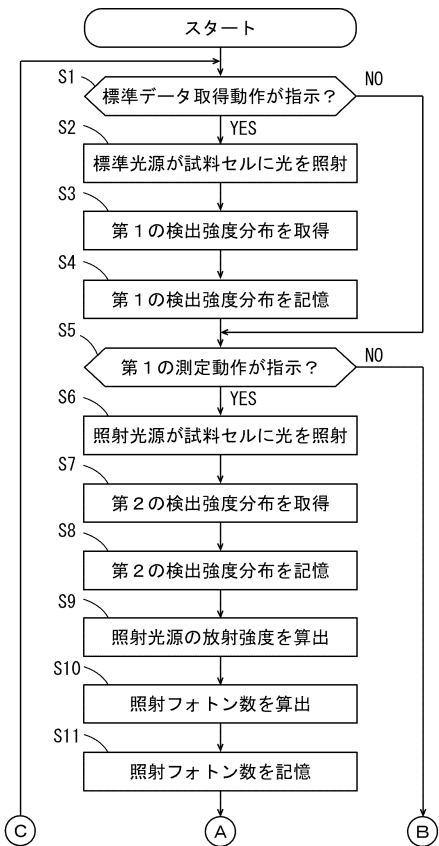 スタート
S1
標準データ取得動作が指示？
NO
YES
S2
標準光源が試料セルに光を照射
S3
第１の検出強度分布を取得
S4
第１の検出強度分布を記憶
S5
第１の測定動作が指示？
NO
YES
S6
照射光源が試料セルに光を照射
S7
第２の検出強度分布を取得
S8
第２の検出強度分布を記憶
S9
照射光源の放射強度を算出
S10
照射フォトン数を算出
S11
照射フォトン数を記憶
C
A
B